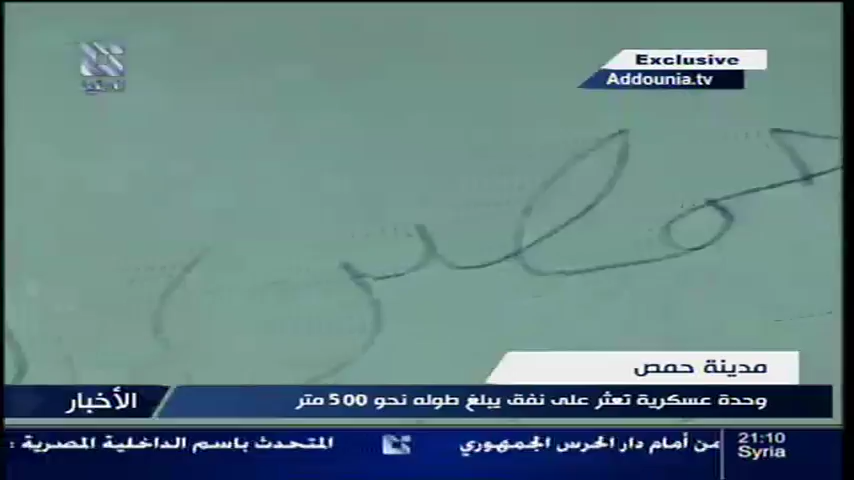 Exclusive
Addounia.tv
الدنيا
مدينة حمص
الأخبار
وحدة عسكرية تعثر على نفق يبلغ طوله نحو 500 متر
من أمام دار الحرس الجمهوري
المتحدث باسم الداخلية المصرية :
21:10
Syria